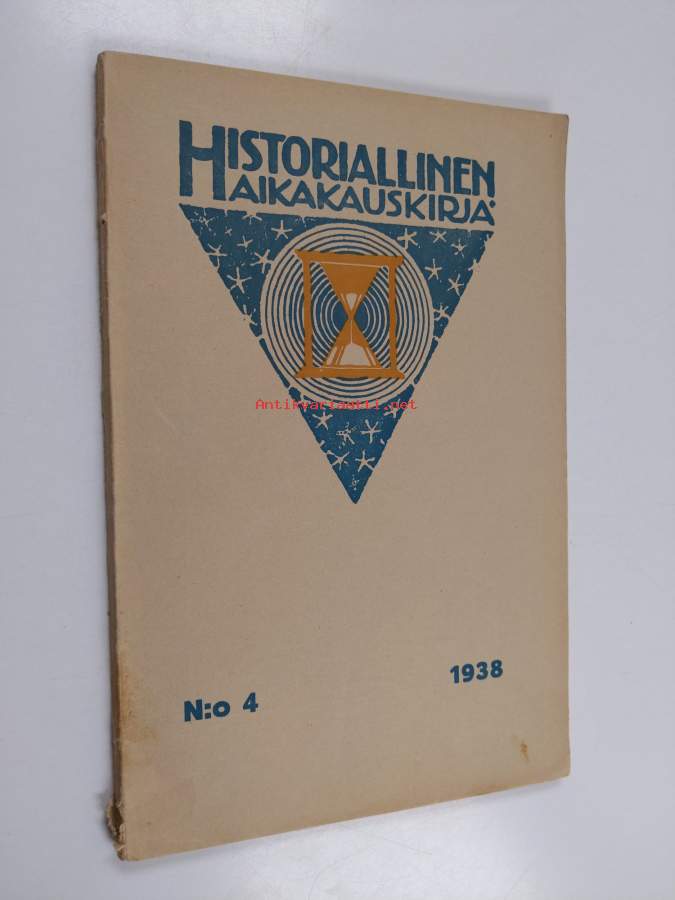 HISTORIALLINEN
AIKAKAUSKIRJA
Antikvariaatti.net
N:o 4
1938